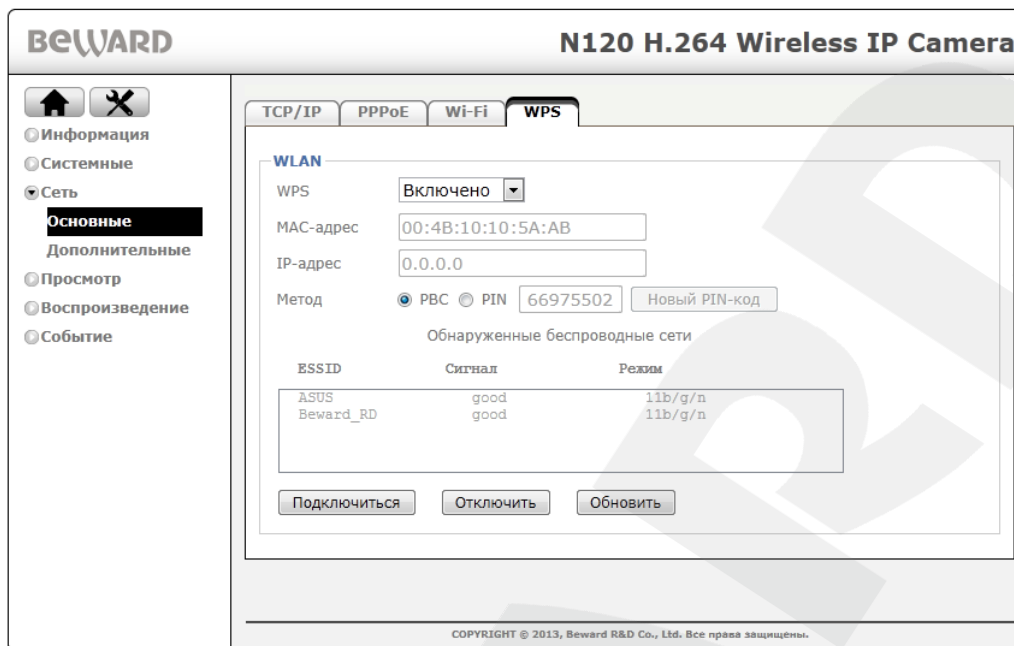 BEWARD
N120 H.264 Wireless IP Camera
TCP/IP PPPoE Wi-Fi WPS
Информация
Системные
Сеть
Основные
Дополнительные
Просмотр
Воспроизведение
Событие
WLAN
WPS Включено
MAC-адрес 00:4B:10:10:5A:AB
IP-адрес 0.0.0.0
Метод PBC PIN 66975502 Новый PIN-код
Обнаруженные беспроводные сети
ESSID Сигнал Режим
ASUS good 11b/g/n
Beward_RD good 11b/g/n
Подключиться Отключить Обновить
COPYRIGHT © 2013, Beward R&D Co., Ltd. Все права защищены.